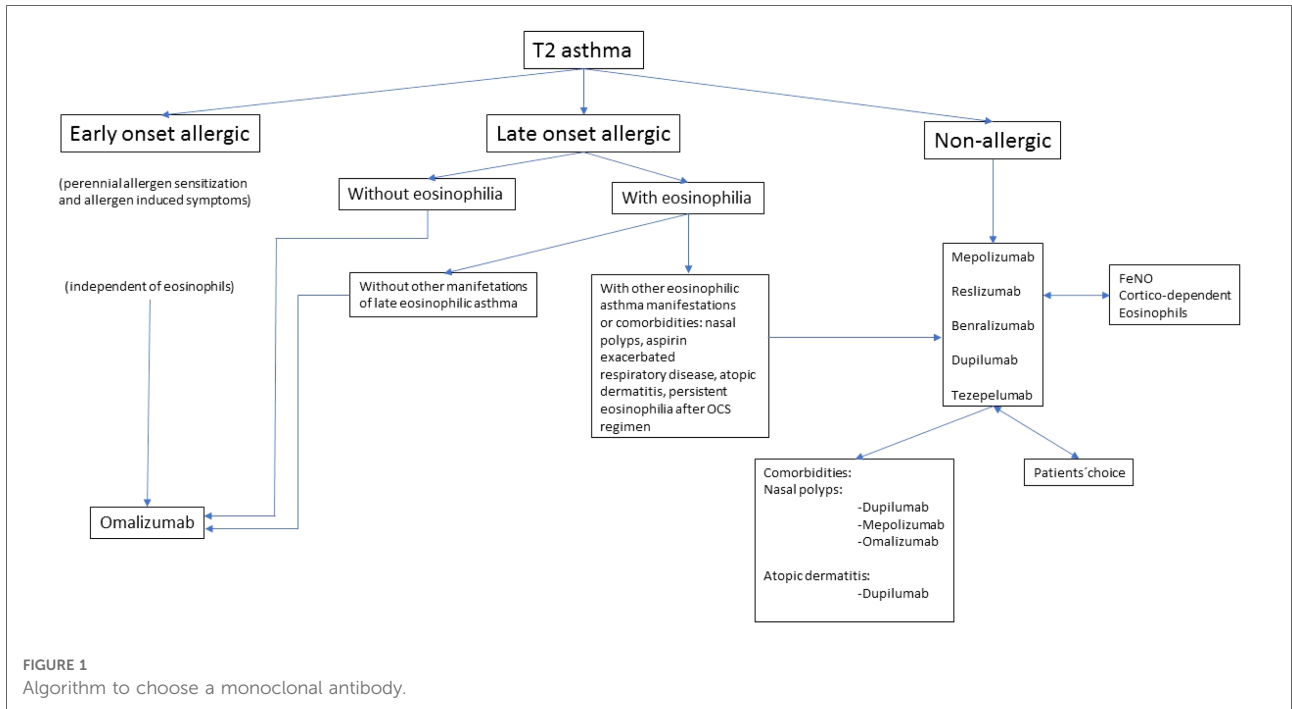 T2 asthma
Early onset allergic
Late onset allergic
Non-allergic
(perennial allergen sensitization
and allergen induced symptoms)
Without eosinophilia
With eosinophilia
(independent of eosinophils)
Without other manifetations
of late eosinophilic asthma
With other eosinophilic
asthma manifestations
or comorbidities: nasal
polyps, aspirin
exacerbated
respiratory disease, atopic
dermatitis, persistent
eosinophilia after OCS
regimen
Mepolizumab
Reslizumab
Benralizumab
Dupilumab
Tezepelumab
FeNO
Cortico-dependent
Eosinophils
Omalizumab
Comorbidities:
Nasal polyps:
-Dupilumab
-Mepolizumab
-Omalizumab
Atopic dermatitis:
-Dupilumab
Patients´choice
FIGURE 1
Algorithm to choose a monoclonal antibody.